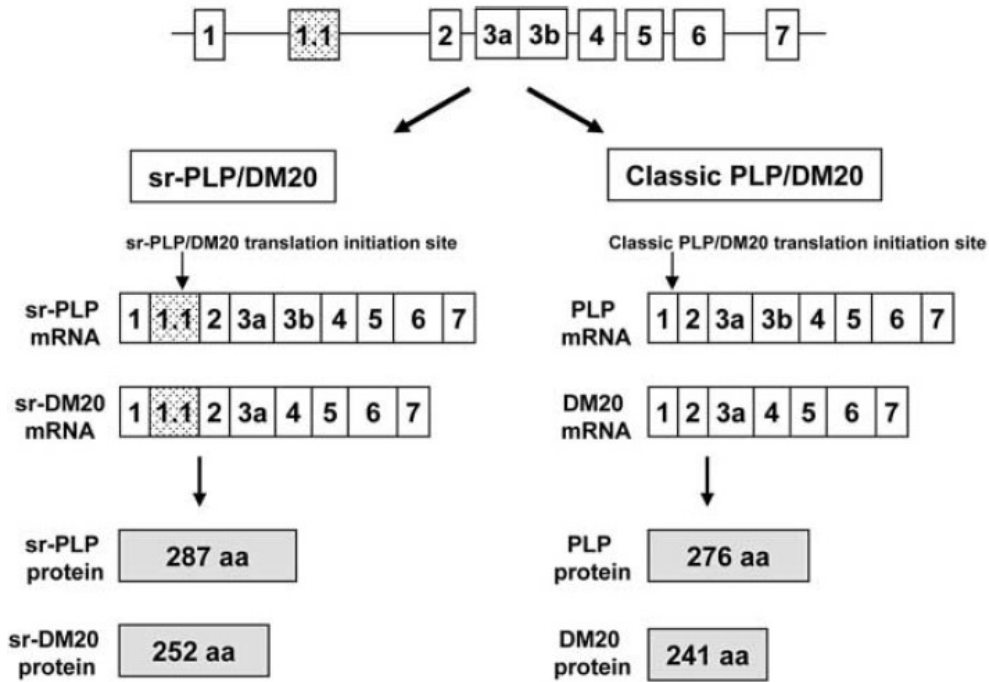 1 1.1 2 3a 3b 4 5 6 7
sr-PLP/DM20
Classic PLP/DM20
sr-PLP/DM20 translation initiation site
Classic PLP/DM20 translation initiation site
sr-PLP
mRNA
1 1.1 2 3a 3b 4 5 6 7
PLP
mRNA
1 2 3a 3b 4 5 6 7
sr-DM20
mRNA
1 1.1 2 3a 4 5 6 7
DM20
mRNA
1 2 3a 4 5 6 7
sr-PLP
protein
287 aa
PLP
protein
276 aa
sr-DM20
protein
252 aa
DM20
protein
241 aa